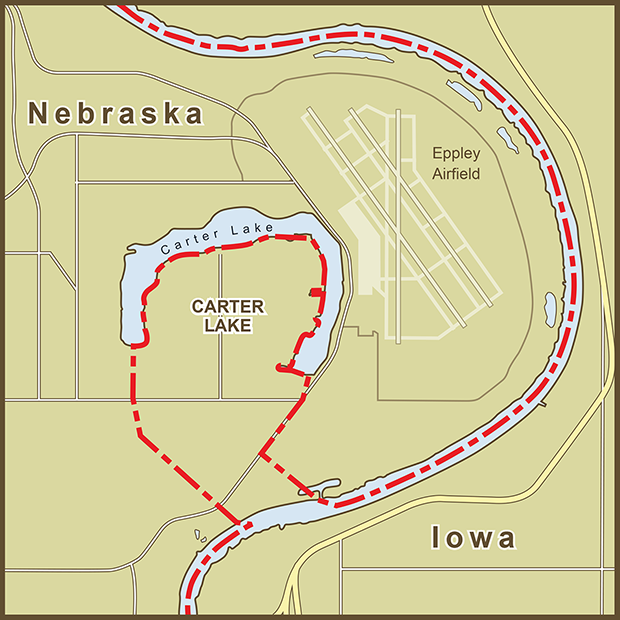 Nebraska
Eppley
Airfield
Carter Lake
CARTER
LAKE
Iowa